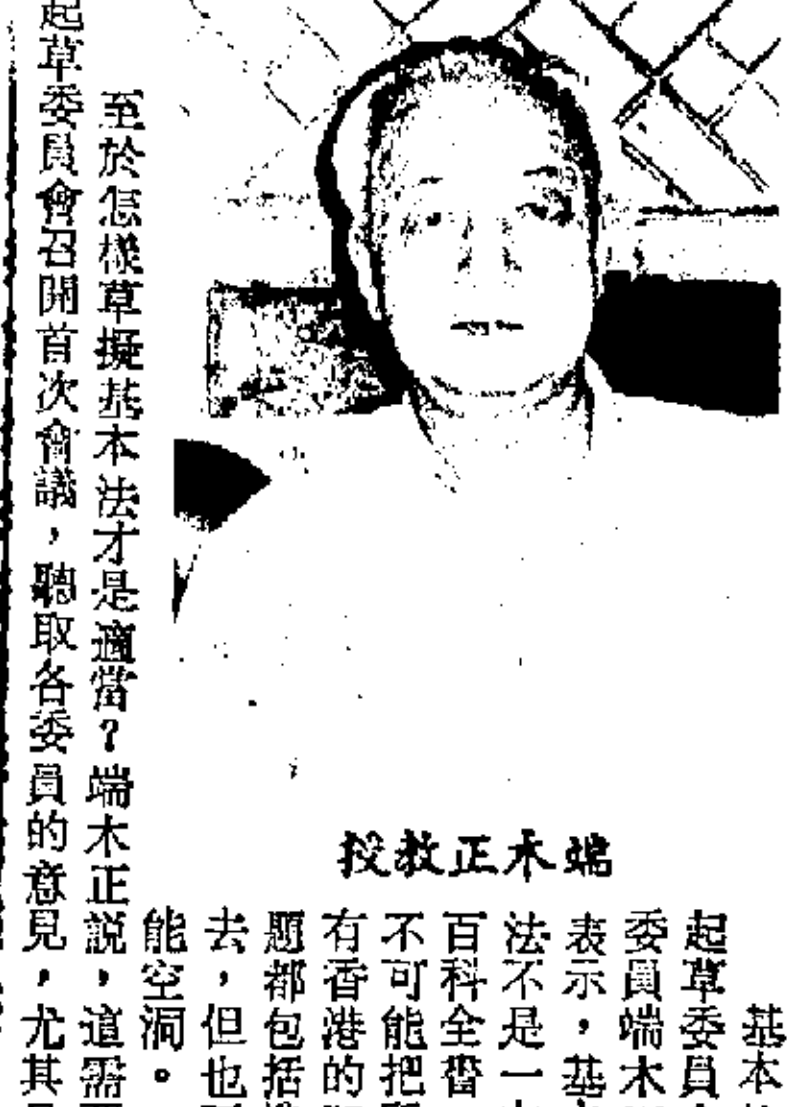 端木正教授
基本
起草委員
委員端木
表示，基
法不是一
百科全書
不可能把
有香港的
題都包括
去，但也
能空洞。
至於怎樣草擬基本法才是適當？端木正說，這需
起草委員會召開首次會議，聽取各委員的意見，尤其